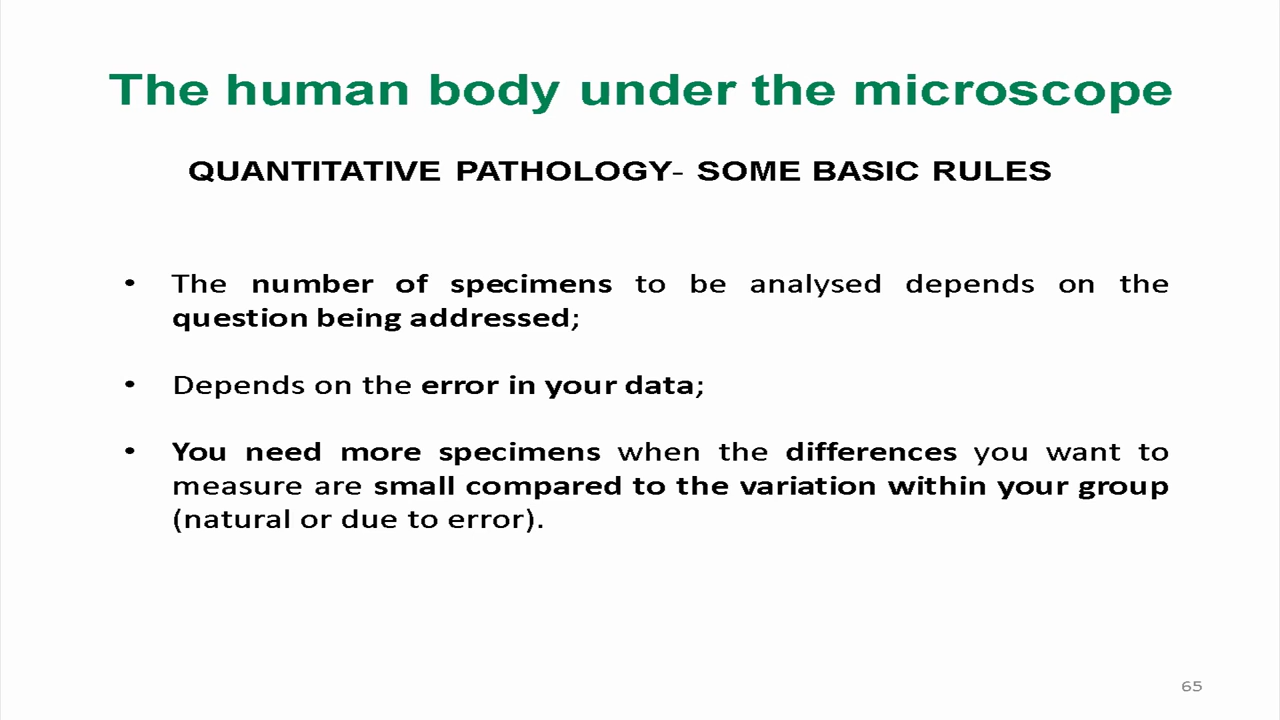 The human body under the microscope
QUANTITATIVE PATHOLOGY- SOME BASIC RULES
• The number of specimens to be analysed depends on the
question being addressed;
• Depends on the error in your data;
• You need more specimens when the differences you want to
measure are small compared to the variation within your group
(natural or due to error).
65